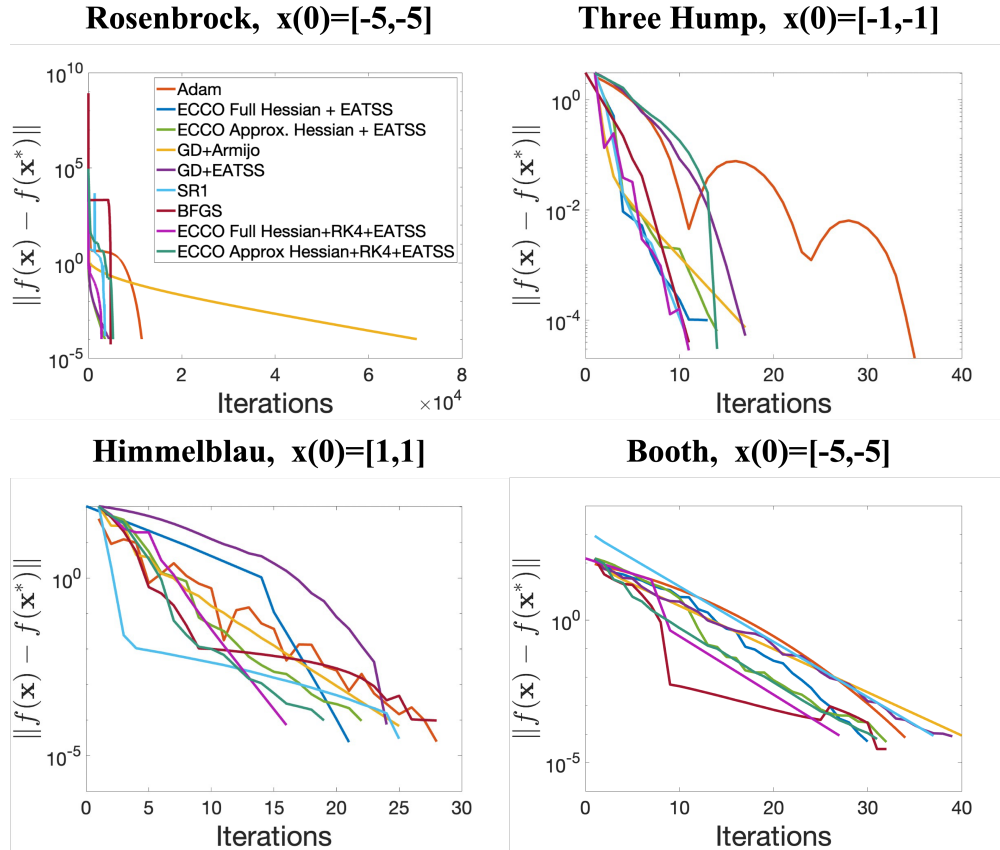 Rosenbrock, x(0)=[-5,-5]
10^10
10^5
10^0
10^-5
‖f(x) − f(x*)‖
Adam
ECCO Full Hessian + EATSS
ECCO Approx. Hessian + EATSS
GD+Armijo
GD+EATSS
SR1
BFGS
ECCO Full Hessian+RK4+EATSS
ECCO Approx Hessian+RK4+EATSS
0 2 4 6 8
Iterations
×10^4
Three Hump, x(0)=[-1,-1]
10^0
10^-2
10^-4
‖f(x) − f(x*)‖
0 10 20 30 40
Iterations
Himmelblau, x(0)=[1,1]
10^0
10^-5
‖f(x) − f(x*)‖
0 5 10 15 20 25 30
Iterations
Booth, x(0)=[-5,-5]
10^0
10^-5
‖f(x) − f(x*)‖
0 10 20 30 40
Iterations